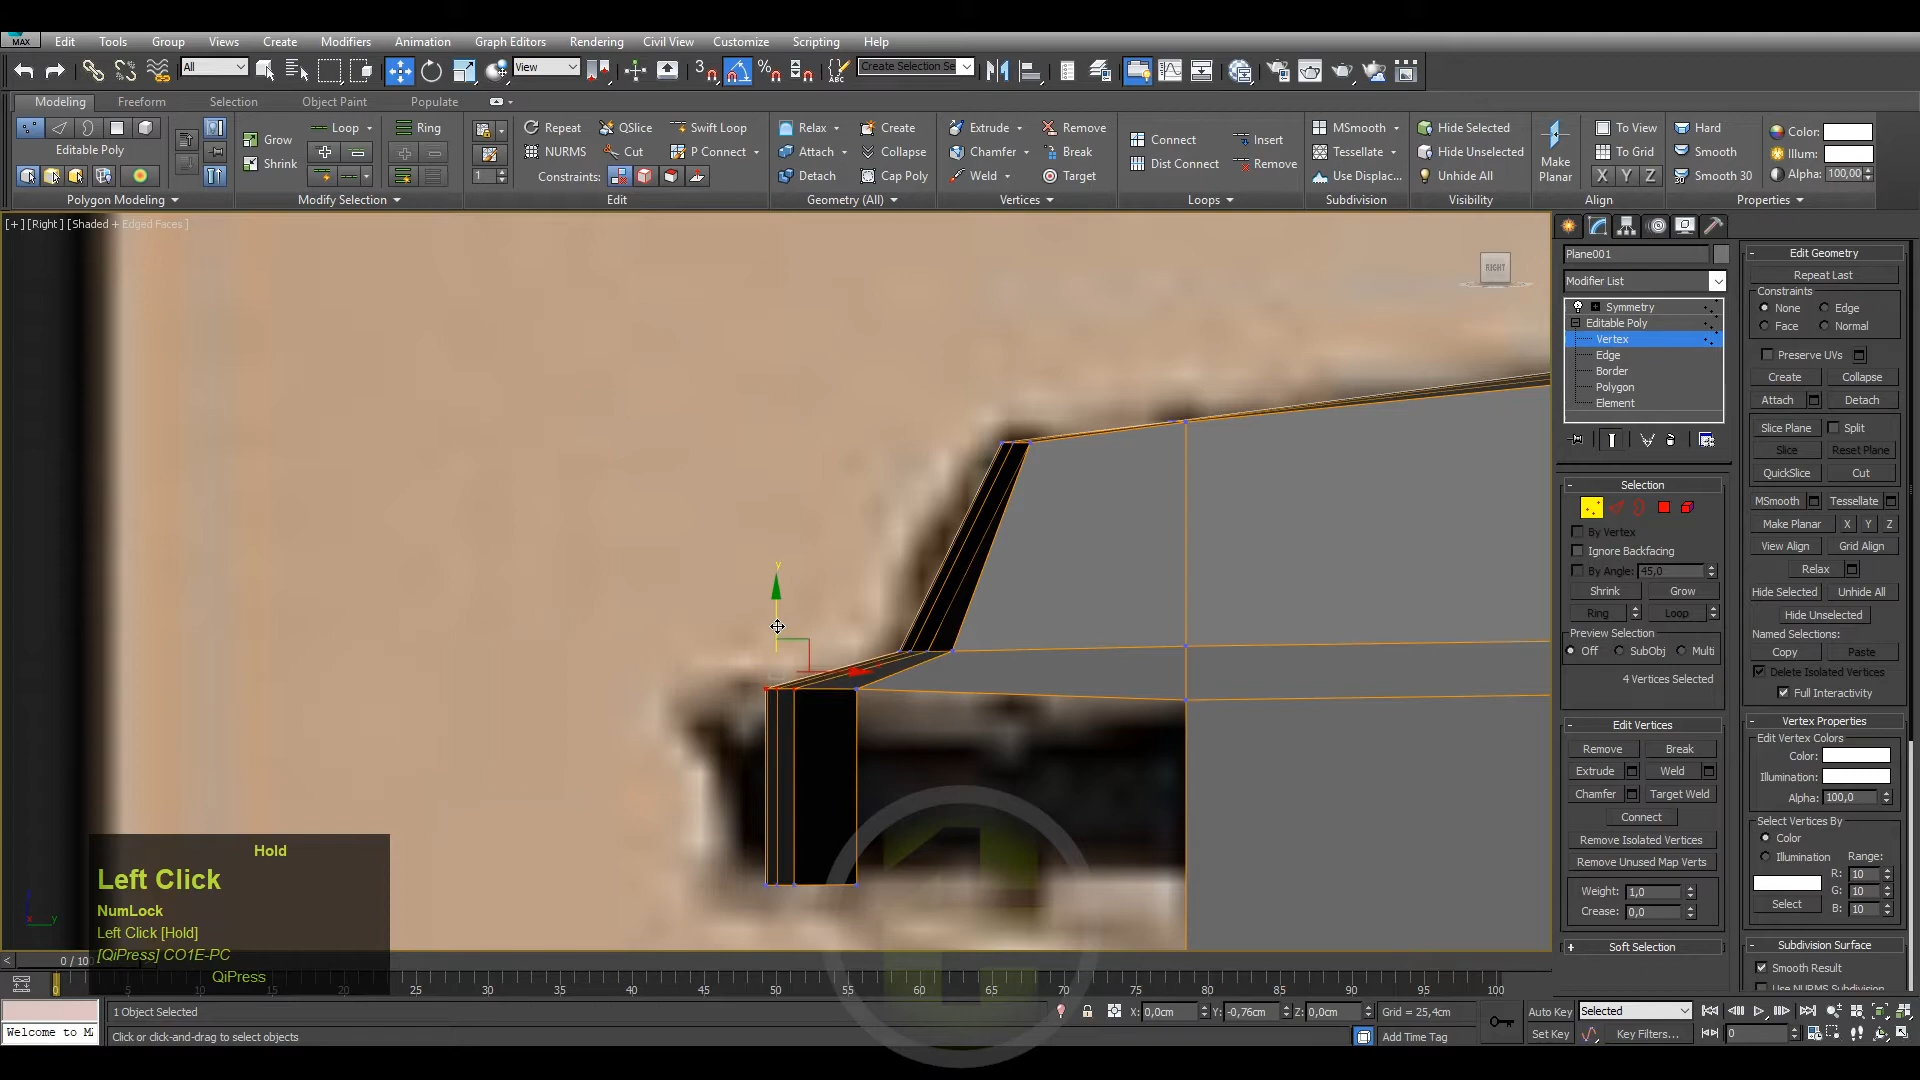 MAX Edit Tools Group Views Create Modifiers Animation Graph Editors Rendering Civil View Customize Scripting Help
All View 3 % ABC Create Selection Se
Modeling Freeform Selection Object Paint Populate
Grow Loop Ring Repeat QSlice Swift Loop Relax Create Extrude Remove Connect Insert MSmooth Hide Selected To View Hard Color:
Editable Poly Shrink NURMS Cut P Connect Attach Collapse Chamfer Break Dist Connect Remove Tessellate Hide Unselected Make Planar To Grid Smooth Illum:
1 Constraints: Detach Cap Poly Weld Target Use Displac... Unhide All X Y Z Smooth 30 Alpha: 100,00
Polygon Modeling Modify Selection Edit Geometry (All) Vertices Loops Subdivision Visibility Align Properties
[+] [Right] [Shaded + Edged Faces ]
RIGHT
y
Hold
Left Click
NumLock
Left Click [Hold]
[QiPress] CO1E-PC
QiPress
Plane001
Modifier List
Symmetry
Editable Poly
Vertex
Edge
Border
Polygon
Element
Selection
By Vertex
Ignore Backfacing
By Angle: 45,0
Shrink Grow
Ring Loop
Preview Selection
Off SubObj Multi
4 Vertices Selected
Edit Vertices
Remove Break
Extrude Weld
Chamfer Target Weld
Connect
Remove Isolated Vertices
Remove Unused Map Verts
Weight: 1,0
Crease: 0,0
Soft Selection
Edit Geometry
Repeat Last
Constraints
None Edge
Face Normal
Preserve UVs
Create Collapse
Attach Detach
Slice Plane Split
Slice Reset Plane
QuickSlice Cut
MSmooth Tessellate
Make Planar X Y Z
View Align Grid Align
Relax
Hide Selected Unhide All
Hide Unselected
Named Selections:
Copy Paste
Delete Isolated Vertices
Full Interactivity
Vertex Properties
Edit Vertex Colors
Color:
Illumination:
Alpha: 100,0
Select Vertices By
Color
Illumination Range:
R: 10
G: 10
Select B: 10
Subdivision Surface
Smooth Result
Use NURMS Subdivision
0 / 100
0 10 20 25 30 35 40 45 50 55 60 65 70 75 80 85 90 95 100
1 Object Selected X: 0,0cm Y: -0,76cm Z: 0,0cm Grid = 25,4cm Auto Key Selected
Welcome to M Click or click-and-drag to select objects Add Time Tag Set Key Key Filters... 0